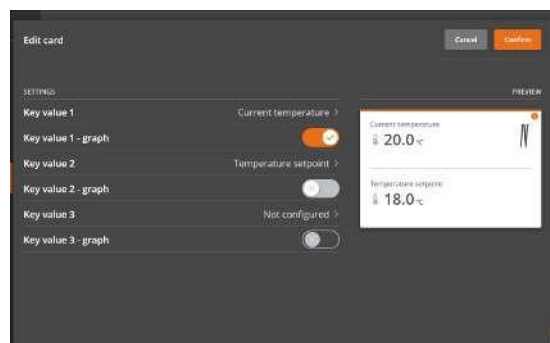 Edit card
Cancel
Confirm
SETTINGS
PREVIEW
Key value 1
Current temperature >
Key value 1 - graph
Key value 2
Temperature setpoint >
Key value 2 - graph
Key value 3
Not configured >
Key value 3 - graph
Current temperature
20.0 °C
Temperature setpoint
18.0 °C